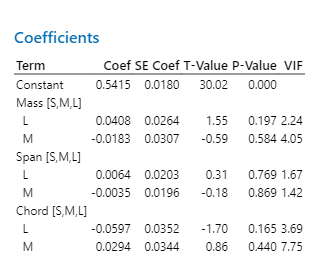 Coefficients
Term Coef SE Coef T-Value P-Value VIF
Constant 0.5415 0.0180 30.02 0.000
Mass [S,M,L]
L 0.0408 0.0264 1.55 0.197 2.24
M -0.0183 0.0307 -0.59 0.584 4.05
Span [S,M,L]
L 0.0064 0.0203 0.31 0.769 1.67
M -0.0035 0.0196 -0.18 0.869 1.42
Chord [S,M,L]
L -0.0597 0.0352 -1.70 0.165 3.69
M 0.0294 0.0344 0.86 0.440 7.75